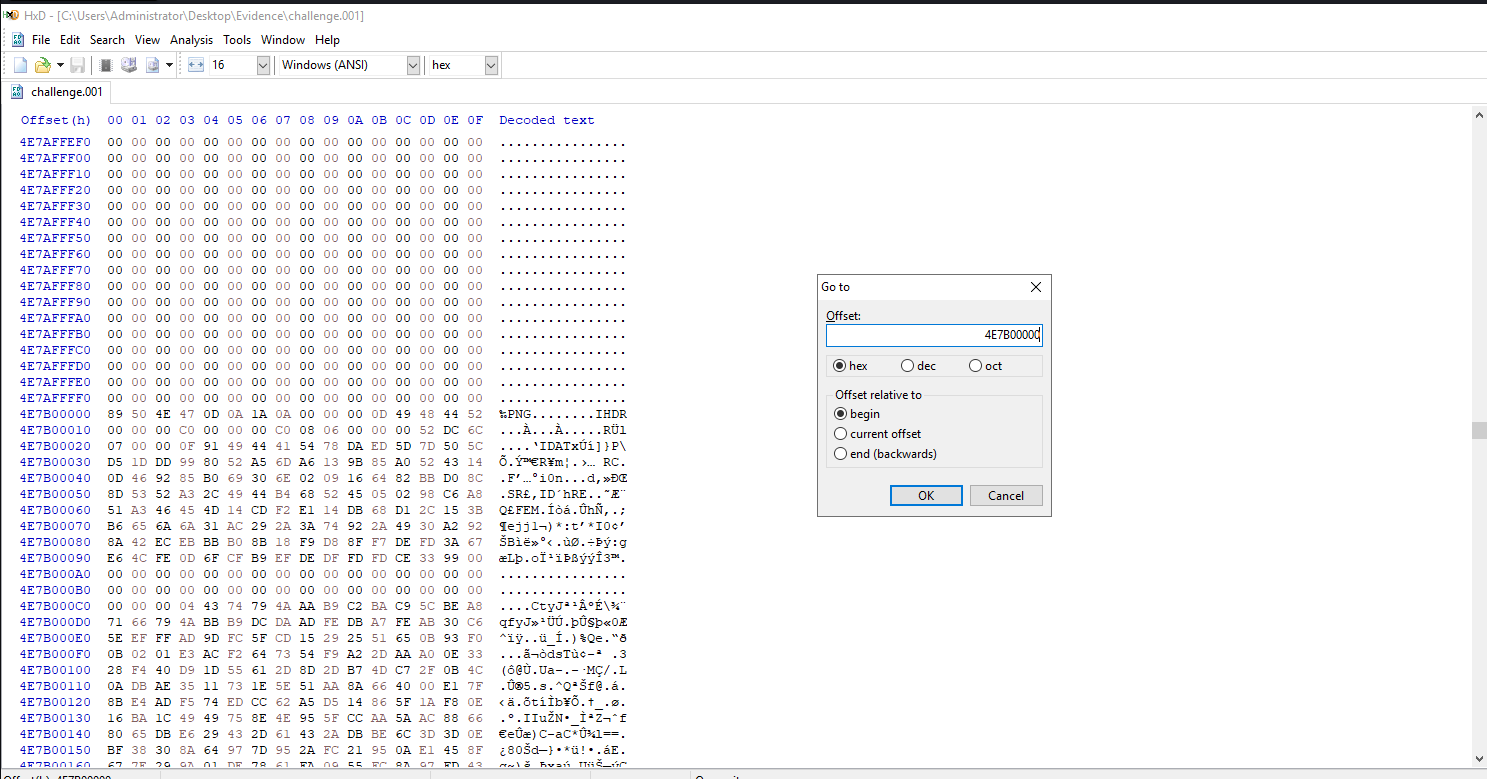 HxD - [C:\Users\Administrator\Desktop\Evidence\challenge.001]
File Edit Search View Analysis Tools Window Help
16 Windows (ANSI) hex
challenge.001
Offset(h) 00 01 02 03 04 05 06 07 08 09 0A 0B 0C 0D 0E 0F Decoded text
4E7AFFEF0 00 00 00 00 00 00 00 00 00 00 00 00 00 00 00 00 ................
4E7AFFF00 00 00 00 00 00 00 00 00 00 00 00 00 00 00 00 00 ................
4E7AFFF10 00 00 00 00 00 00 00 00 00 00 00 00 00 00 00 00 ................
4E7AFFF20 00 00 00 00 00 00 00 00 00 00 00 00 00 00 00 00 ................
4E7AFFF30 00 00 00 00 00 00 00 00 00 00 00 00 00 00 00 00 ................
4E7AFFF40 00 00 00 00 00 00 00 00 00 00 00 00 00 00 00 00 ................
4E7AFFF50 00 00 00 00 00 00 00 00 00 00 00 00 00 00 00 00 ................
4E7AFFF60 00 00 00 00 00 00 00 00 00 00 00 00 00 00 00 00 ................
4E7AFFF70 00 00 00 00 00 00 00 00 00 00 00 00 00 00 00 00 ................
4E7AFFF80 00 00 00 00 00 00 00 00 00 00 00 00 00 00 00 00 ................
4E7AFFF90 00 00 00 00 00 00 00 00 00 00 00 00 00 00 00 00 ................
4E7AFFFA0 00 00 00 00 00 00 00 00 00 00 00 00 00 00 00 00 ................
4E7AFFFB0 00 00 00 00 00 00 00 00 00 00 00 00 00 00 00 00 ................
4E7AFFFC0 00 00 00 00 00 00 00 00 00 00 00 00 00 00 00 00 ................
4E7AFFFD0 00 00 00 00 00 00 00 00 00 00 00 00 00 00 00 00 ................
4E7AFFFE0 00 00 00 00 00 00 00 00 00 00 00 00 00 00 00 00 ................
4E7AFFFF0 00 00 00 00 00 00 00 00 00 00 00 00 00 00 00 00 ................
4E7B00000 89 50 4E 47 0D 0A 1A 0A 00 00 00 0D 49 48 44 52 ‰PNG........IHDR
4E7B00010 00 00 00 C0 00 00 00 C0 08 06 00 00 00 52 DC 6C ...À...À.....RÜl
4E7B00020 07 00 00 0F 91 49 44 41 54 78 DA ED 5D 7D 50 5C ....‘IDATxÚí]}P\
4E7B00030 D5 1D DD 99 80 52 A5 6D A6 13 9B 85 A0 52 43 14 Õ.Ý™€R¥m¦.›… RC.
4E7B00040 0D 46 92 85 B0 69 30 6E 02 09 16 64 82 BB D0 8C .F’…°i0n...d‚»ÐŒ
4E7B00050 8D 53 52 A3 2C 49 44 B4 68 52 45 05 02 98 C6 A8 .SR£,ID´hRE..˜Æ¨
4E7B00060 51 A3 46 45 4D 14 CD F2 E1 14 DB 68 D1 2C 15 3B Q£FEM.Íòá.ÛhÑ,.;
4E7B00070 B6 65 6A 6A 31 AC 29 2A 3A 74 92 2A 49 30 A2 92 ¶ejj1¬)*:t’*I0¢’
4E7B00080 8A 42 EC EB BB B0 8B 18 F9 D8 8F F7 DE FD 3A 67 ŠBìë»°‹.ùØ.÷Þý:g
4E7B00090 E6 4C FE 0D 6F CF B9 EF DE DF FD FD CE 33 99 00 æLþ.oÏ¹ïÞßýýÎ3™.
4E7B000A0 00 00 00 00 00 00 00 00 00 00 00 00 00 00 00 00 ................
4E7B000B0 00 00 00 00 00 00 00 00 00 00 00 00 00 00 00 00 ................
4E7B000C0 00 00 00 04 43 74 79 4A AA B9 C2 BA C9 5C BE A8 ....CtyJª¹ÂºÉ\¾¨
4E7B000D0 71 66 79 4A BB B9 DC DA AD FE DB A7 FE AB 30 C6 qfyJ»¹ÜÚ.þÛ§þ«0Æ
4E7B000E0 5E EF FF AD 9D FC 5F CD 15 29 25 51 65 0B 93 F0 ^ïÿ..ü_Í.)%Qe.“ð
4E7B000F0 0B 02 01 E3 AC F2 64 73 54 F9 A2 2D AA A0 0E 33 ...ã¬òdsTù¢-ª .3
4E7B00100 28 F4 40 D9 1D 55 61 2D 8D 2D B7 4D C7 2F 0B 4C (ô@Ù.Ua-.-·MÇ/.L
4E7B00110 0A DB AE 35 11 73 1E 5E 51 AA 8A 66 40 00 E1 7F .Û®5.s.^QªŠf@.á.
4E7B00120 8B E4 AD F5 74 ED CC 62 A5 D5 14 86 5F 1A F8 0E ‹ä.õtíÌb¥Õ.†_.ø.
4E7B00130 16 BA 1C 49 49 75 8E 4E 95 5F CC AA 5A AC 88 66 .º.IIuŽN•_ÌªZ¬ˆf
4E7B00140 80 65 DB E6 29 43 2D 61 43 2A DB BE 6C 3D 3D 0E €eÛæ)C-aC*Û¾l==.
4E7B00150 BF 38 30 8A 64 97 7D 95 2A FC 21 95 0A E1 45 8F ¿80Šd—}•*ü!•.áE.
Go to
Offset:
4E7B00000
hex dec oct
Offset relative to
begin
current offset
end (backwards)
OK Cancel